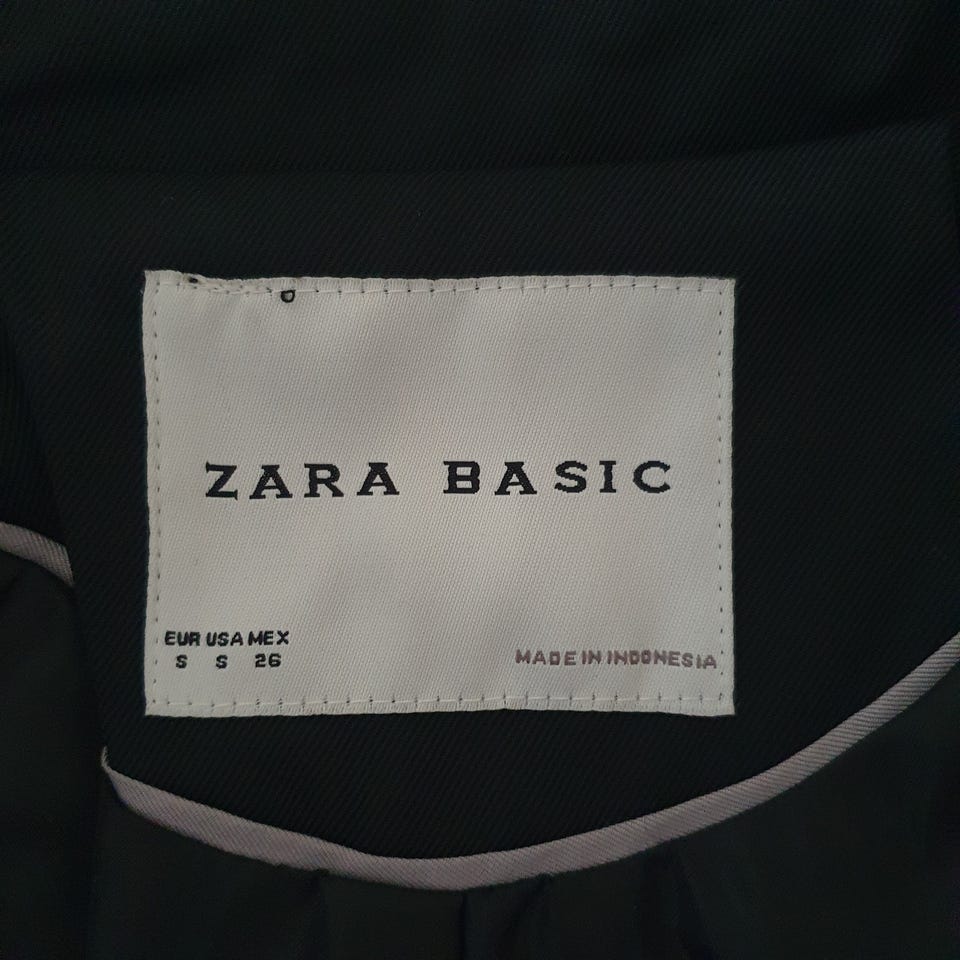 ZARA BASIC
EUR USA MEX
S S 26
MADE IN INDONESIA